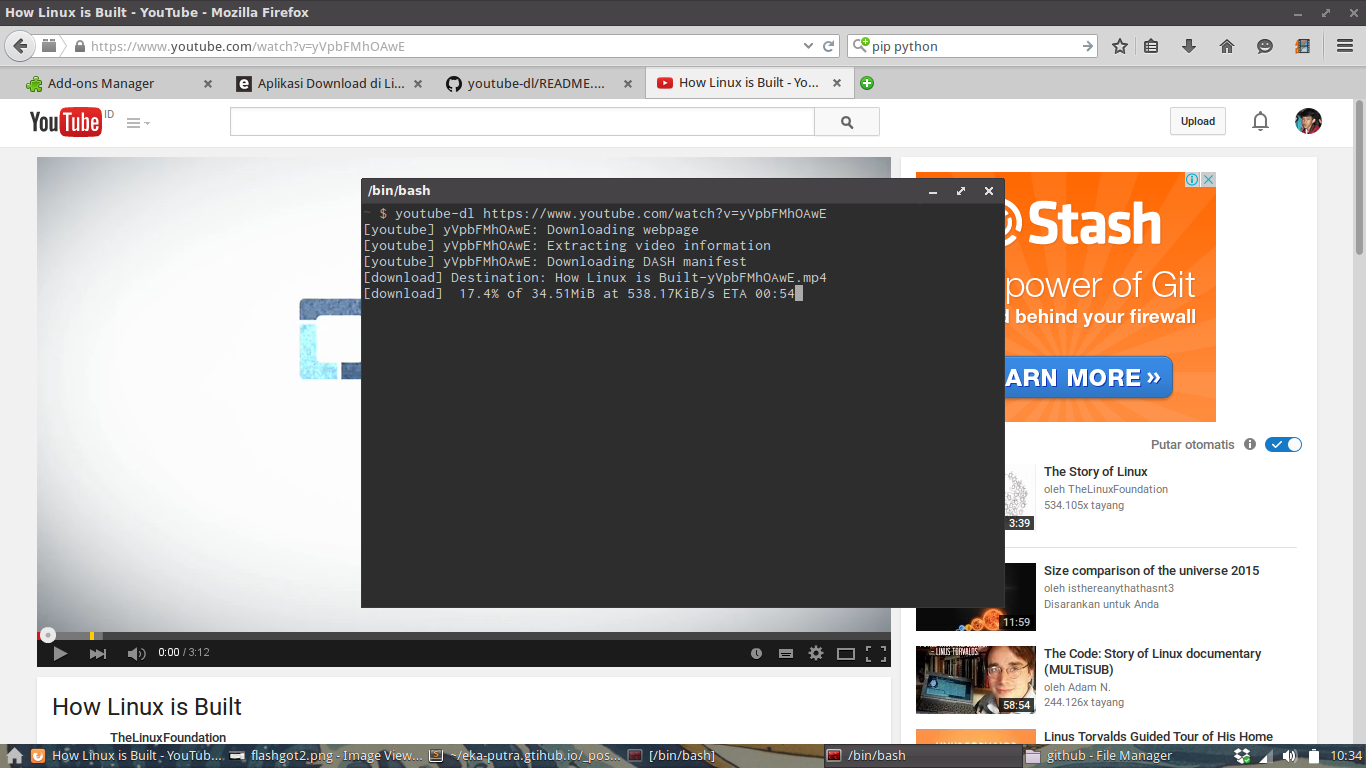 How Linux is Built - YouTube - Mozilla Firefox
https://www.youtube.com/watch?v=yVpbFMhOAwE
pip python
Add-ons Manager
Aplikasi Download di Li...
youtube-dl/README....
How Linux is Built - Yo...
YouTube ID
Upload
/bin/bash
~ $ youtube-dl https://www.youtube.com/watch?v=yVpbFMhOAwE
[youtube] yVpbFMhOAwE: Downloading webpage
[youtube] yVpbFMhOAwE: Extracting video information
[youtube] yVpbFMhOAwE: Downloading DASH manifest
[download] Destination: How Linux is Built-yVpbFMhOAwE.mp4
[download]  17.4% of 34.51MiB at 538.17KiB/s ETA 00:54
Stash
power of Git
behind your firewall
ARN MORE »
Putar otomatis
The Story of Linux
oleh TheLinuxFoundation
534.105x tayang
3:39
Size comparison of the universe 2015
oleh isthereanythathasnt3
Disarankan untuk Anda
11:59
The Code: Story of Linux documentary
(MULTiSUB)
oleh Adam N.
244.126x tayang
LINUS TORVALDS
58:54
Linus Torvalds Guided Tour of His Home
0:00 / 3:12
How Linux is Built
TheLinuxFoundation
How Linux is Built - YouTub...
flashgot2.png - Image View...
~/eka-putra.gtihub.io/_pos...
[/bin/bash]
/bin/bash
github - File Manager
10:34